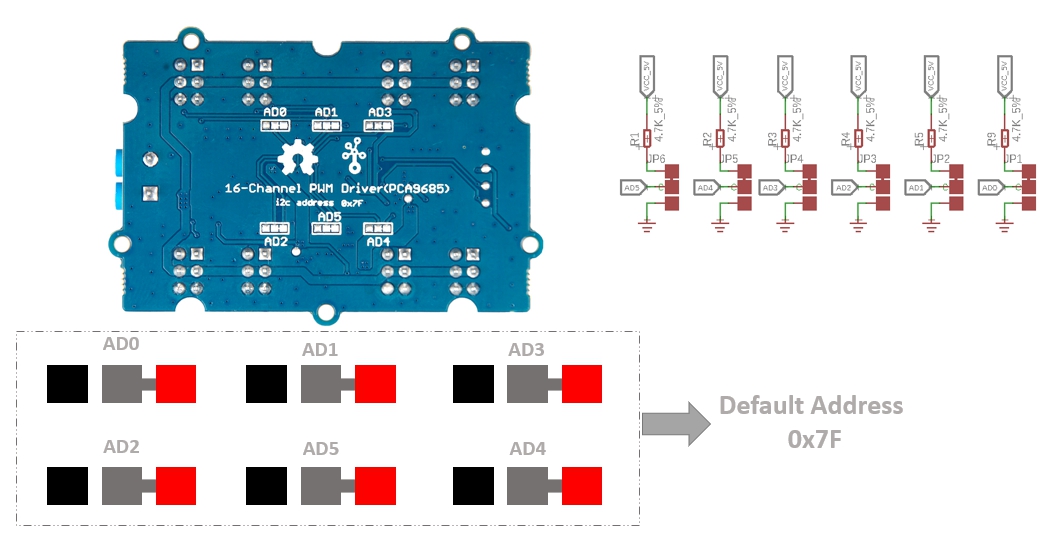 AD0 AD1 AD3
16-Channel PWM Driver(PCA9685)
i2c address 0x7F
AD5
AD2 AD4
VCC_5V VCC_5V VCC_5V VCC_5V VCC_5V VCC_5V
R1 4.7K_5% R2 4.7K_5% R3 4.7K_5% R4 4.7K_5% R5 4.7K_5% R9 4.7K_5%
JP6 JP5 JP4 JP3 JP2 JP1
AD5 AD4 AD3 AD2 AD1 AD0
AD0 AD1 AD3
AD2 AD5 AD4
Default Address
0x7F